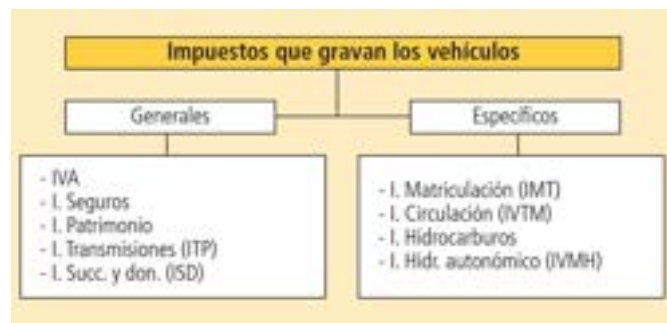 Impuestos que gravan los vehículos
Generales
Específicos
- IVA
- I. Seguros
- I. Patrimonio
- I. Transmisiones (ITP)
- I. Succ. y don. (ISD)
- I. Matriculación (IMT)
- I. Circulación (IVTM)
- I. Hidrocarburos
- I. Hidr. autonómico (IVMH)